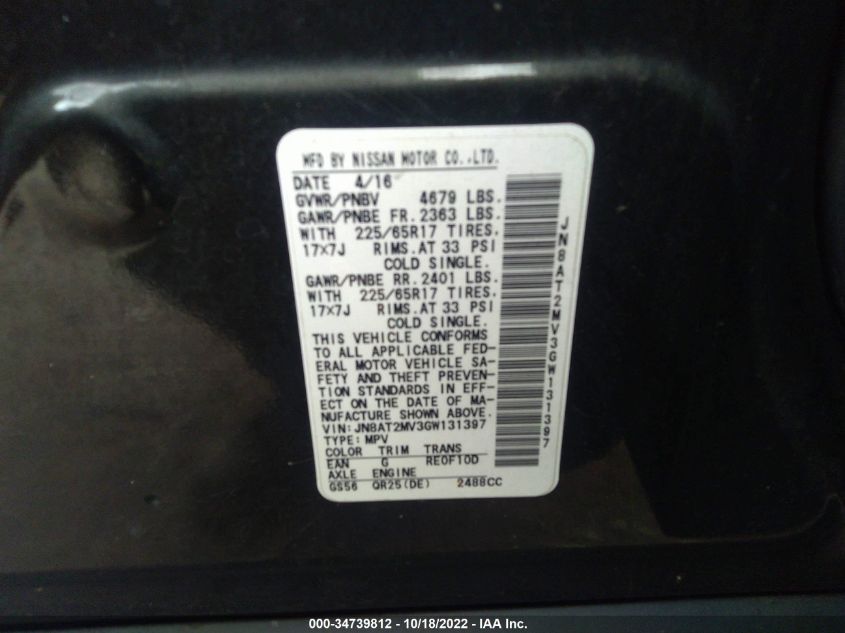 MFD BY NISSAN MOTOR CO.,LTD.
DATE 4/16
GVWR/PNBV 4679 LBS.
GAWR/PNBE FR. 2363 LBS.
WITH 225/65R17 TIRES.
17×7J RIMS.AT 33 PSI
COLD SINGLE.
GAWR/PNBE RR. 2401 LBS.
WITH 225/65R17 TIRES.
17×7J RIMS.AT 33 PSI
COLD SINGLE.
THIS VEHICLE CONFORMS
TO ALL APPLICABLE FED-
ERAL MOTOR VEHICLE SA-
FETY AND THEFT PREVEN-
TION STANDARDS IN EFF-
ECT ON THE DATE OF MA-
NUFACTURE SHOWN ABOVE.
VIN:JN8AT2MV3GW131397
TYPE:MPV
COLOR TRIM TRANS
EAN G RE0F10D
AXLE ENGINE
GS56 QR25(DE) 2488CC
JN8AT2MV3GW131397
000-34739812 - 10/18/2022 - IAA Inc.